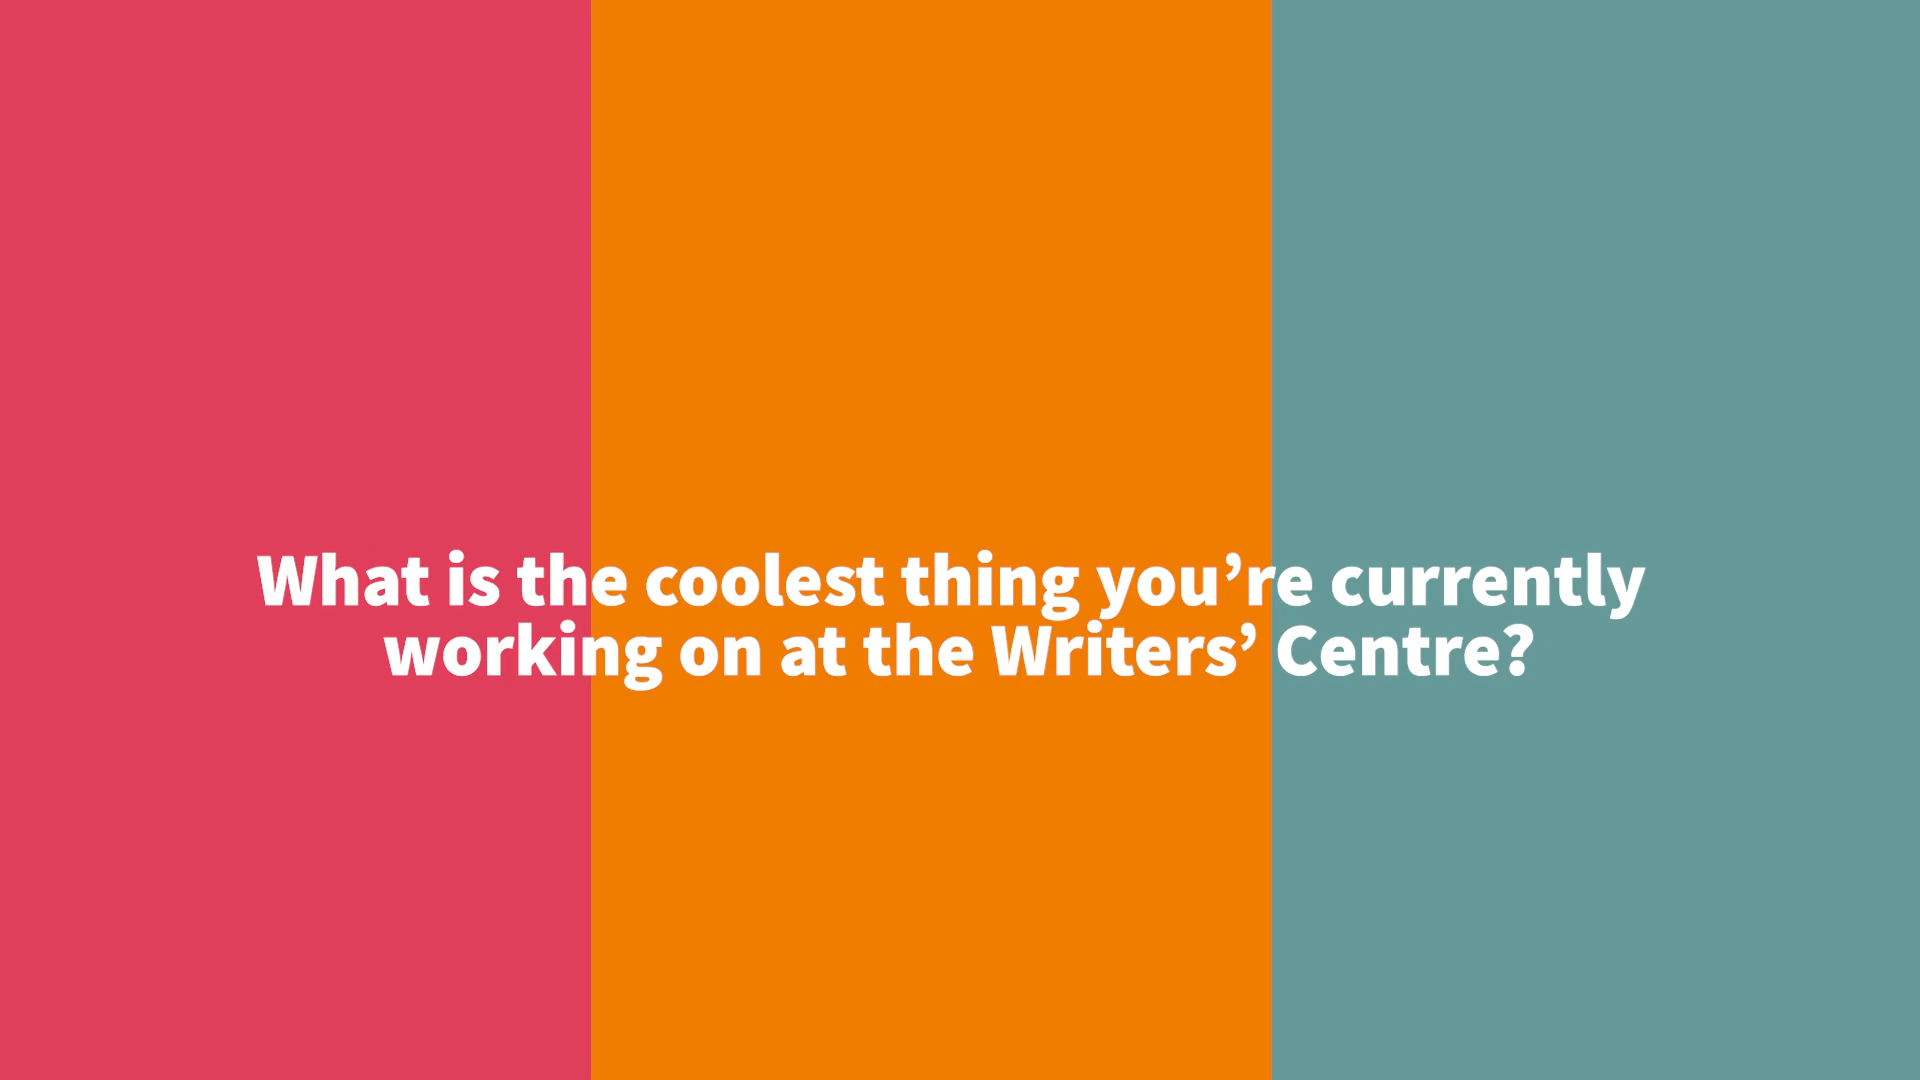 What is the coolest thing you’re currently
working on at the Writers’ Centre?